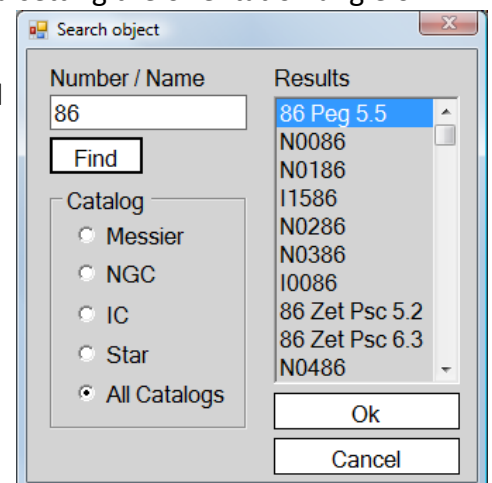 Search object
Number / Name
86
Find
Catalog
Messier
NGC
IC
Star
All Catalogs
Results
86 Peg 5.5
N0086
N0186
I1586
N0286
N0386
I0086
86 Zet Psc 5.2
86 Zet Psc 6.3
N0486
Ok
Cancel